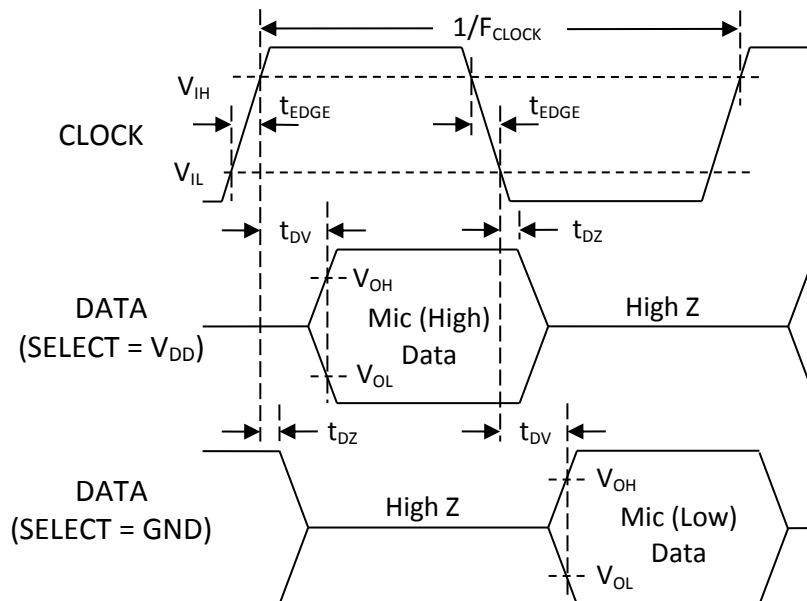 1/F_CLOCK
V_IH
t_EDGE
t_EDGE
CLOCK
V_IL
t_DV
t_DZ
V_OH
DATA
(SELECT = V_DD)
Mic (High)
Data
High Z
V_OL
t_DZ
t_DV
DATA
(SELECT = GND)
High Z
V_OH
Mic (Low)
Data
V_OL